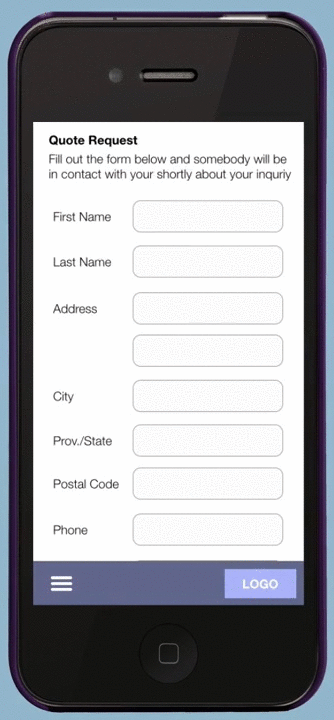 Quote Request
Fill out the form below and somebody will be
in contact with your shortly about your inquriy
First Name
Last Name
Address
City
Prov./State
Postal Code
Phone
LOGO